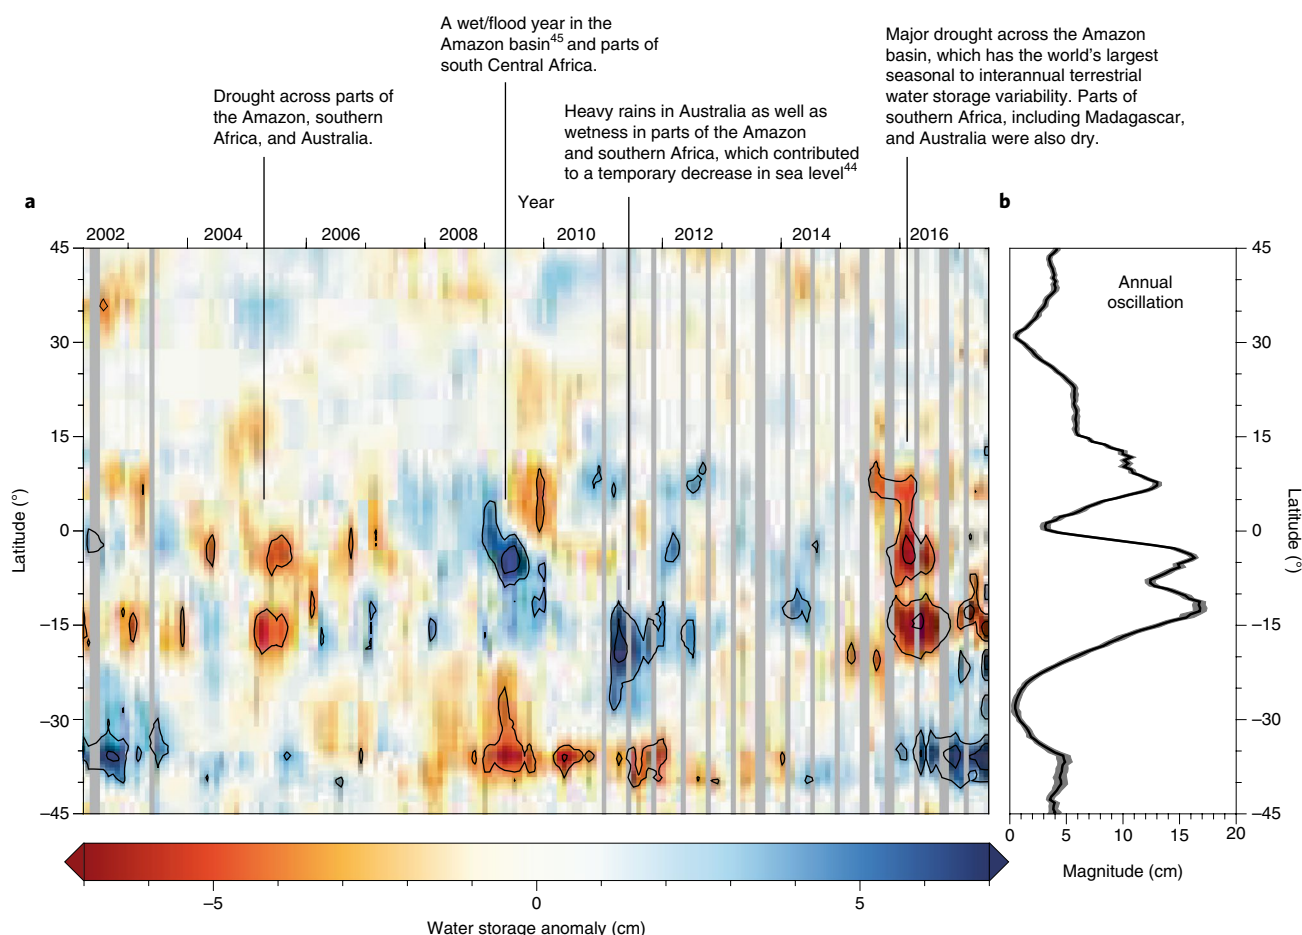 A wet/flood year in the
Amazon basin45 and parts of
south Central Africa.
Major drought across the Amazon
basin, which has the world's largest
seasonal to interannual terrestrial
water storage variability. Parts of
southern Africa, including Madagascar,
and Australia were also dry.
Drought across parts of
the Amazon, southern
Africa, and Australia.
Heavy rains in Australia as well as
wetness in parts of the Amazon
and southern Africa, which contributed
to a temporary decrease in sea level44
a
Year
2002 2004 2006 2008 2010 2012 2014 2016
45
30
15
0
–15
–30
–45
Latitude (°)
–5 0 5
Water storage anomaly (cm)
b
Annual
oscillation
45
30
15
0
–15
–30
–45
Latitude (°)
0 5 10 15 20
Magnitude (cm)